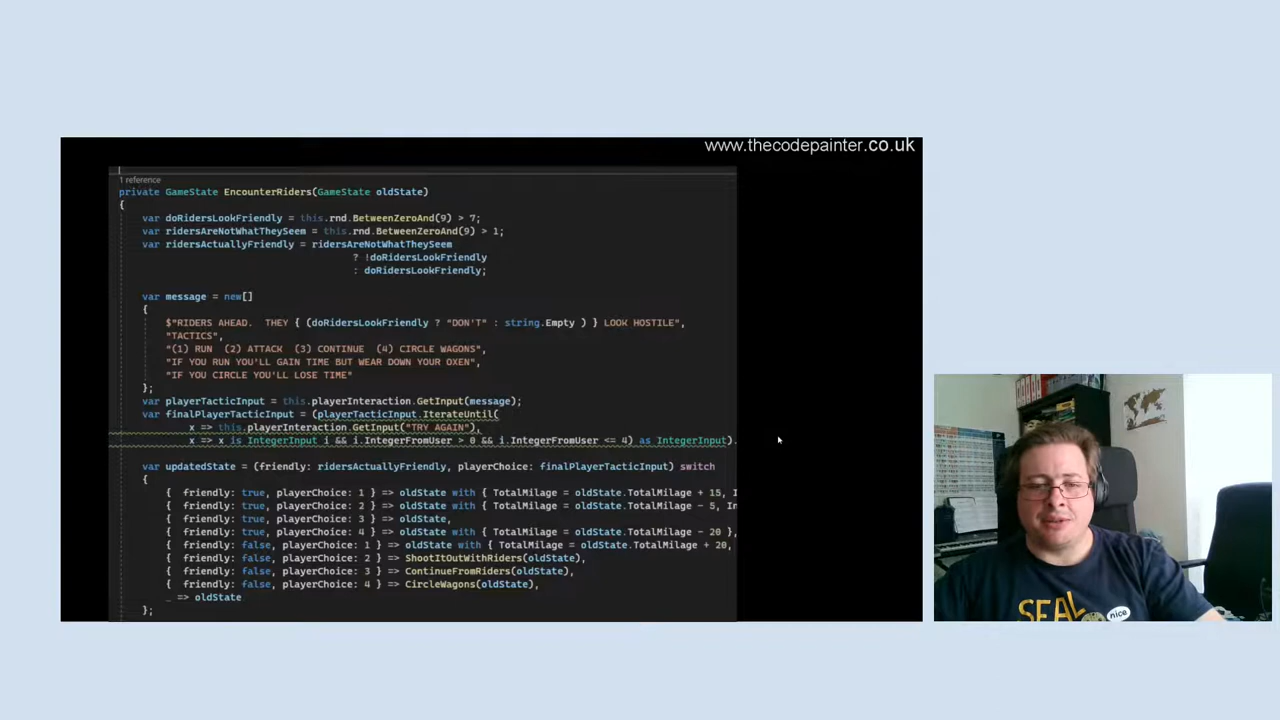 www.thecodepainter.co.uk
1 reference
private GameState EncounterRiders(GameState oldState)
{
var doRidersLookFriendly = this.rnd.BetweenZeroAnd(9) > 7;
var ridersAreNotWhatTheySeem = this.rnd.BetweenZeroAnd(9) > 1;
var ridersActuallyFriendly = ridersAreNotWhatTheySeem
? !doRidersLookFriendly
: doRidersLookFriendly;
var message = new[]
{
$"RIDERS AHEAD.  THEY { (doRidersLookFriendly ? "DON'T" : string.Empty ) } LOOK HOSTILE",
"TACTICS",
"(1) RUN  (2) ATTACK  (3) CONTINUE  (4) CIRCLE WAGONS",
"IF YOU RUN YOU'LL GAIN TIME BUT WEAR DOWN YOUR OXEN",
"IF YOU CIRCLE YOU'LL LOSE TIME"
};
var playerTacticInput = this.playerInteraction.GetInput(message);
var finalPlayerTacticInput = (playerTacticInput.IterateUntil(
x => this.playerInteraction.GetInput("TRY AGAIN"),
x => x is IntegerInput i && i.IntegerFromUser > 0 && i.IntegerFromUser <= 4) as IntegerInput).
var updatedState = (friendly: ridersActuallyFriendly, playerChoice: finalPlayerTacticInput) switch
{
{  friendly: true, playerChoice: 1 } => oldState with { TotalMilage = oldState.TotalMilage + 15, I
{  friendly: true, playerChoice: 2 } => oldState with { TotalMilage = oldState.TotalMilage - 5, In
{  friendly: true, playerChoice: 3 } => oldState,
{  friendly: true, playerChoice: 4 } => oldState with { TotalMilage = oldState.TotalMilage - 20 },
{  friendly: false, playerChoice: 1 } => oldState with { TotalMilage = oldState.TotalMilage + 20,
{  friendly: false, playerChoice: 2 } => ShootItOutWithRiders(oldState),
{  friendly: false, playerChoice: 3 } => ContinueFromRiders(oldState),
{  friendly: false, playerChoice: 4 } => CircleWagons(oldState),
_ => oldState
};
SEAL
nice